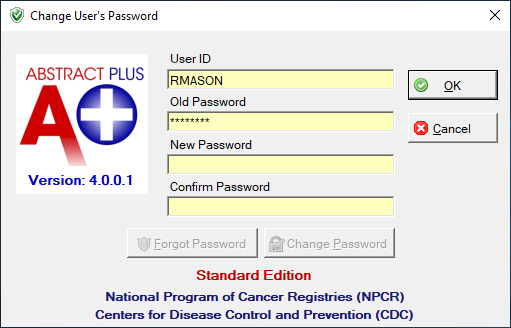 Change User's Password
ABSTRACT PLUS
A+
Version: 4.0.0.1
User ID
RMASON
Old Password
********
New Password
Confirm Password
OK
Cancel
Forgot Password
Change Password
Standard Edition
National Program of Cancer Registries (NPCR)
Centers for Disease Control and Prevention (CDC)